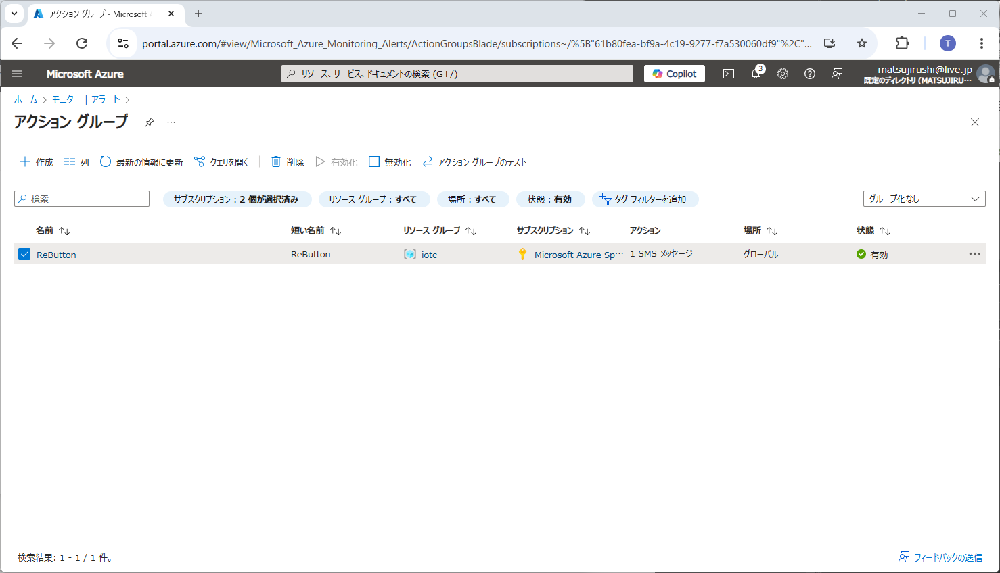 アクション グループ - Microsoft A
portal.azure.com/#view/Microsoft_Azure_Monitoring_Alerts/ActionGroupsBlade/subscriptions~/%5B"61b80fea-bf9a-4c19-9277-f7a530060df9"%2C"...
T
Microsoft Azure
リソース、サービス、ドキュメントの検索 (G+/)
Copilot
3
matsujirushi@live.jp
既定のディレクトリ (MATSUJIRU...
ホーム > モニター | アラート >
アクション グループ
作成 列 最新の情報に更新 クエリを開く 削除 有効化 無効化 アクション グループのテスト
検索 サブスクリプション : 2 個が選択済み リソース グループ : すべて 場所 : すべて 状態 : 有効 タグ フィルターを追加 グループ化なし
名前 ↑↓ 短い名前 ↑↓ リソース グループ ↑↓ サブスクリプション ↑↓ アクション 場所 ↑↓ 状態 ↑↓
ReButton ReButton iotc Microsoft Azure Sp... 1 SMS メッセージ グローバル 有効
検索結果: 1 - 1 / 1 件。
フィードバックの送信